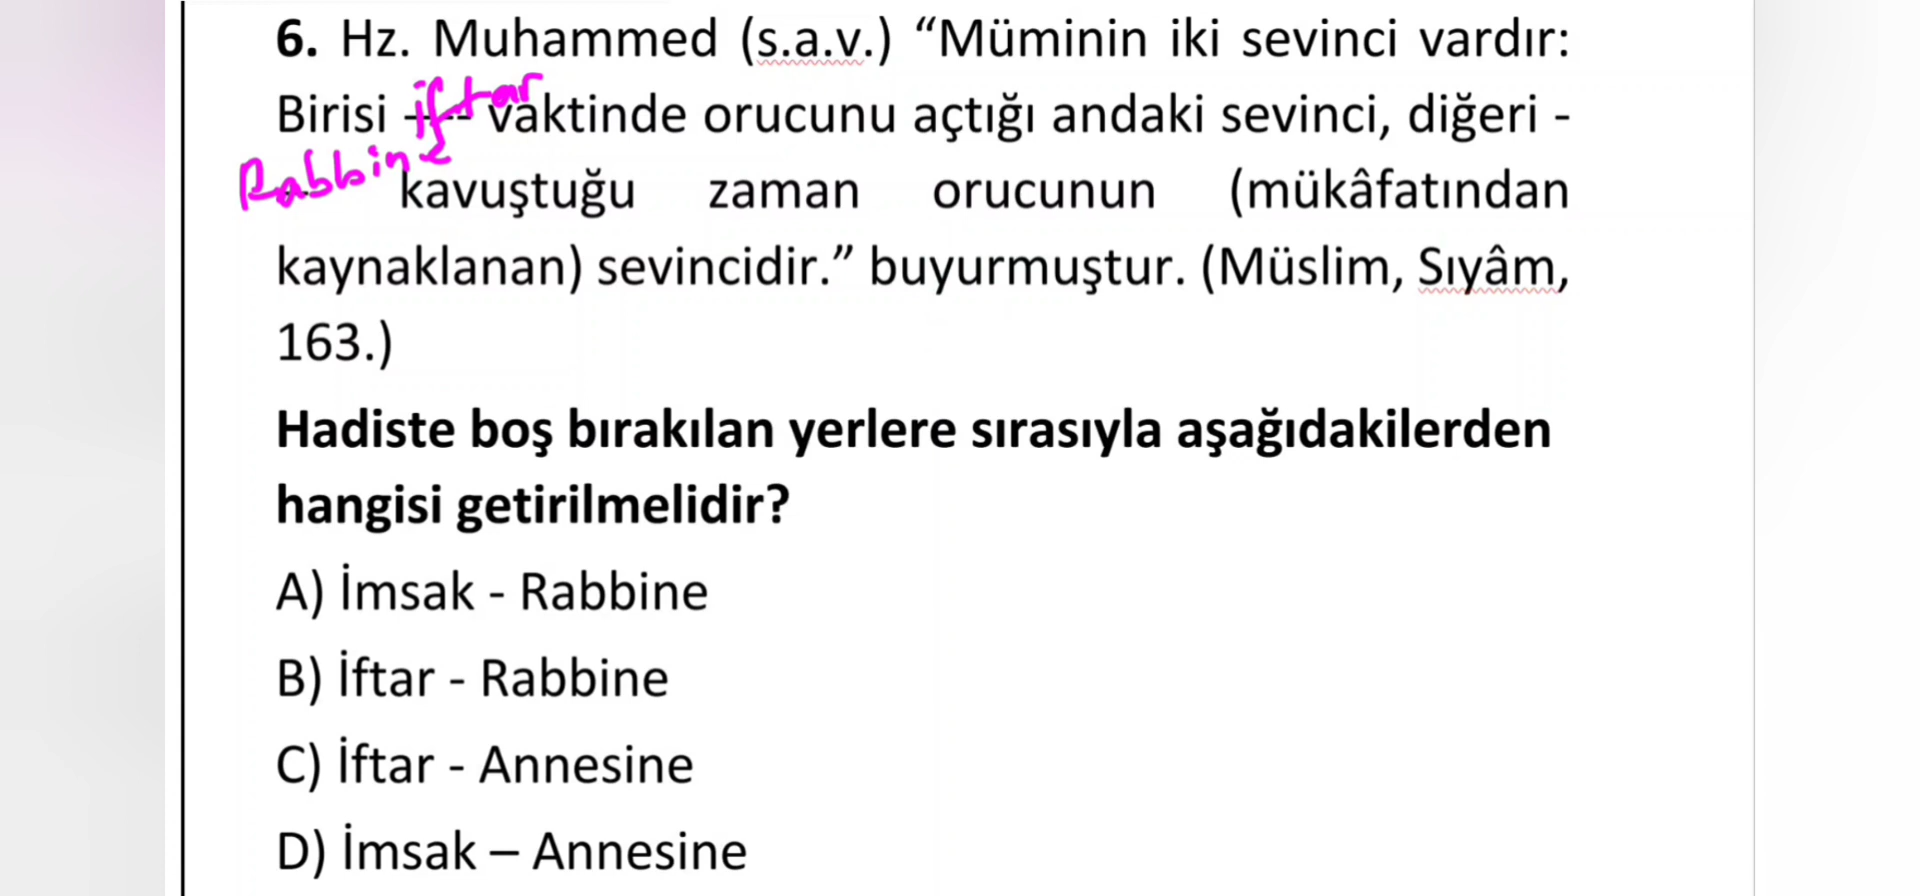 6. Hz. Muhammed (s.a.v.) “Müminin iki sevinci vardır:
Birisi ---- iftar vaktinde orucunu açtığı andaki sevinci, diğeri -
Rabbine kavuştuğu zaman orucunun (mükâfatından
kaynaklanan) sevincidir.” buyurmuştur. (Müslim, Sıyâm,
163.)
Hadiste boş bırakılan yerlere sırasıyla aşağıdakilerden
hangisi getirilmelidir?
A) İmsak - Rabbine
B) İftar - Rabbine
C) İftar - Annesine
D) İmsak – Annesine